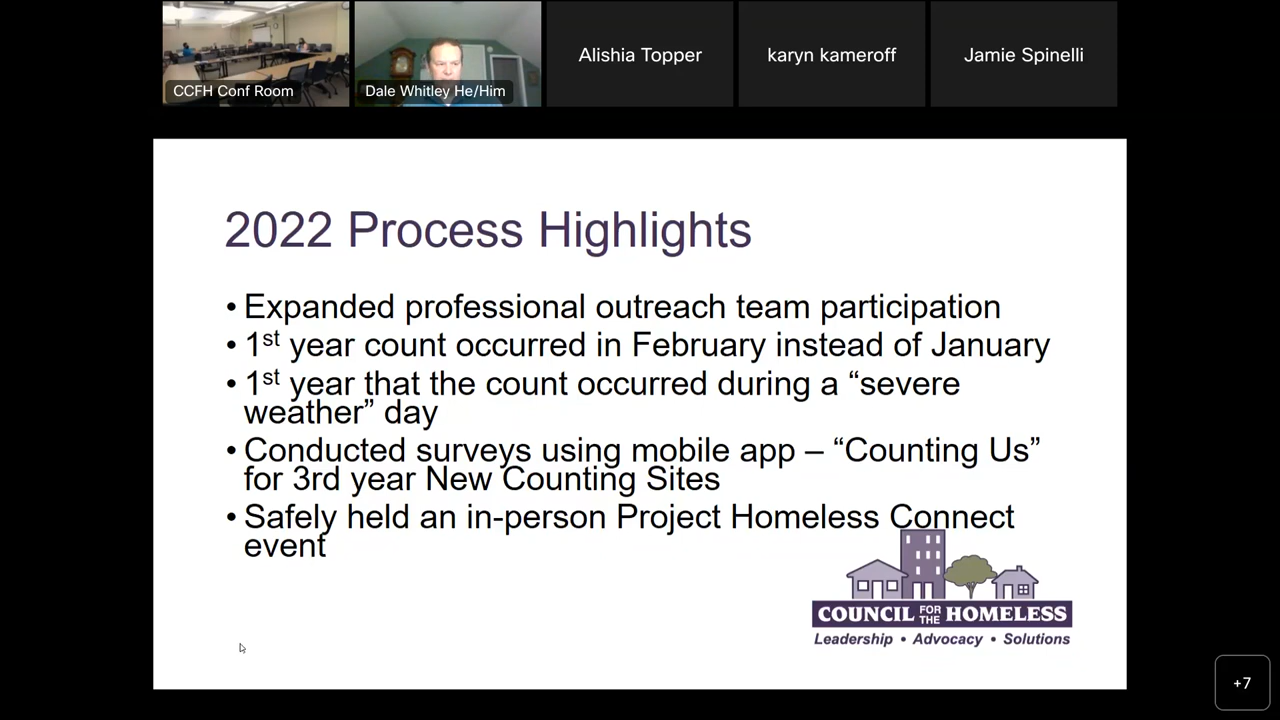 CCFH Conf Room
Dale Whitley He/Him
Alishia Topper
karyn kameroff
Jamie Spinelli
2022 Process Highlights
• Expanded professional outreach team participation
• 1st year count occurred in February instead of January
• 1st year that the count occurred during a “severe
weather” day
• Conducted surveys using mobile app – “Counting Us”
for 3rd year New Counting Sites
• Safely held an in-person Project Homeless Connect
event
COUNCIL FOR THE HOMELESS
Leadership • Advocacy • Solutions
+7